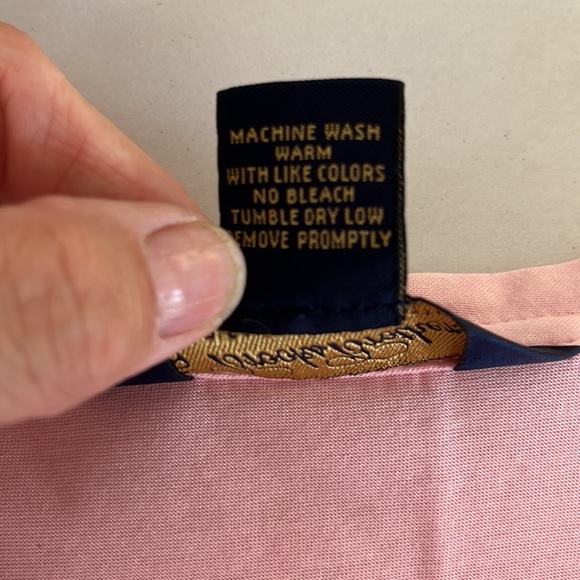 MACHINE WASH
WARM
WITH LIKE COLORS
NO BLEACH
TUMBLE DRY LOW
REMOVE PROMPTLY